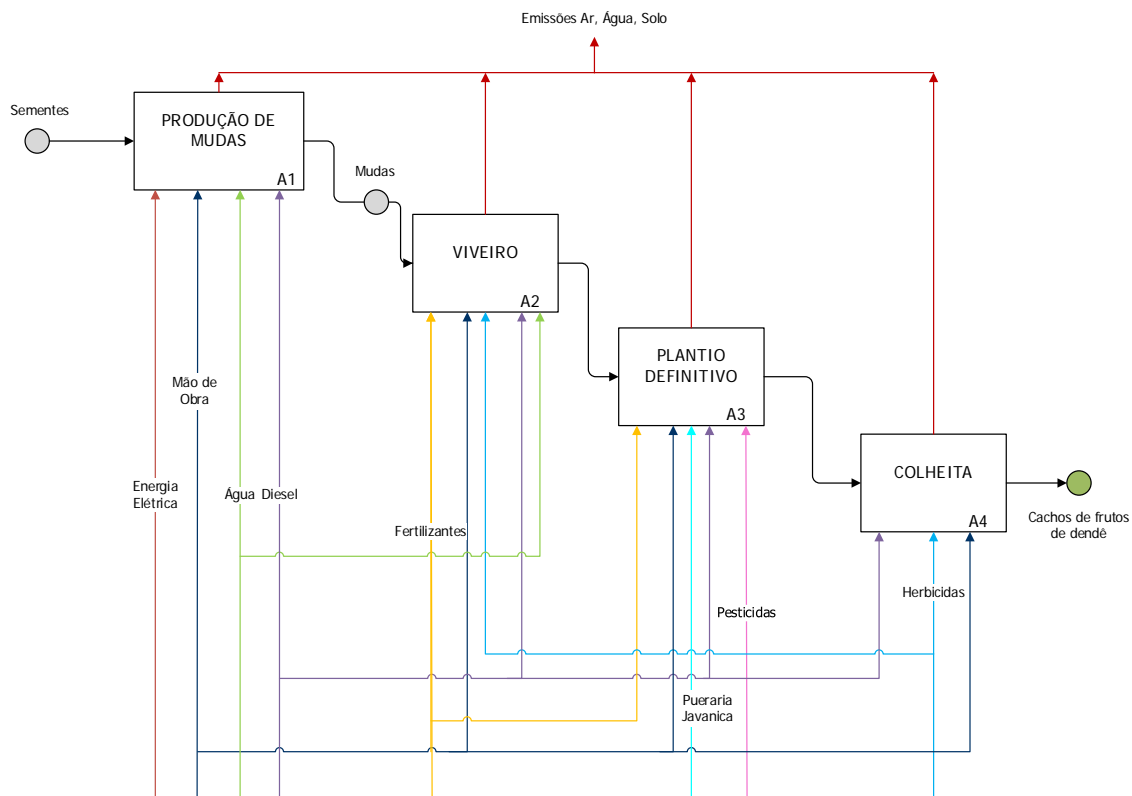 Emissões Ar, Água, Solo
Sementes
PRODUÇÃO DE
MUDAS
A1
Mudas
VIVEIRO
A2
PLANTIO
DEFINITIVO
A3
Mão de
Obra
COLHEITA
A4
Energia
Elétrica
Água
Diesel
Fertilizantes
Cachos de frutos
de dendê
Herbicidas
Pesticidas
Pueraria
Javanica